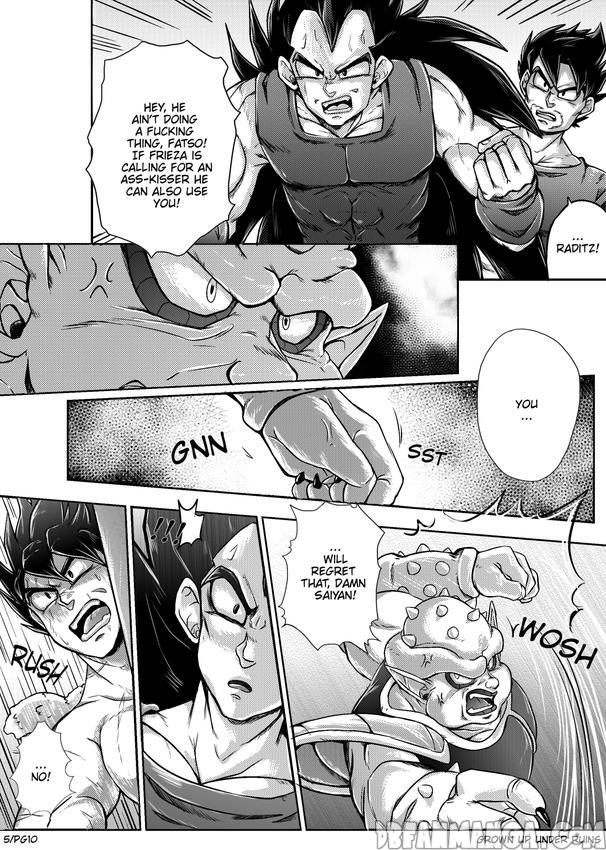 HEY, HE
AIN'T DOING
A FUCKING
THING, FATSO!
IF FRIEZA IS
CALLING FOR AN
ASS-KISSER HE
CAN ALSO USE
YOU!
...
RADITZ!
YOU
...
GNN
SST
!!!
...
WILL
REGRET
THAT, DAMN
SAIYAN!
WOSH
RUSH
...
NO!
5/PG10
GROWN UP UNDER RUINS
DBFANMANGA.COM